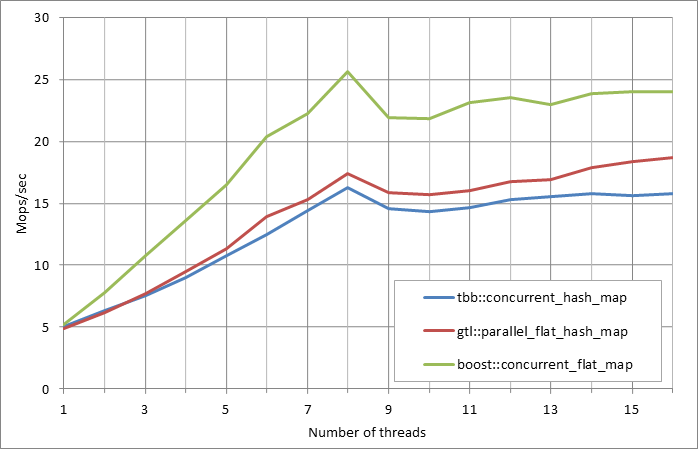 30
25
20
15
10
5
0
Mops/sec
tbb::concurrent_hash_map
gtl::parallel_flat_hash_map
boost::concurrent_flat_map
1 3 5 7 9 11 13 15
Number of threads